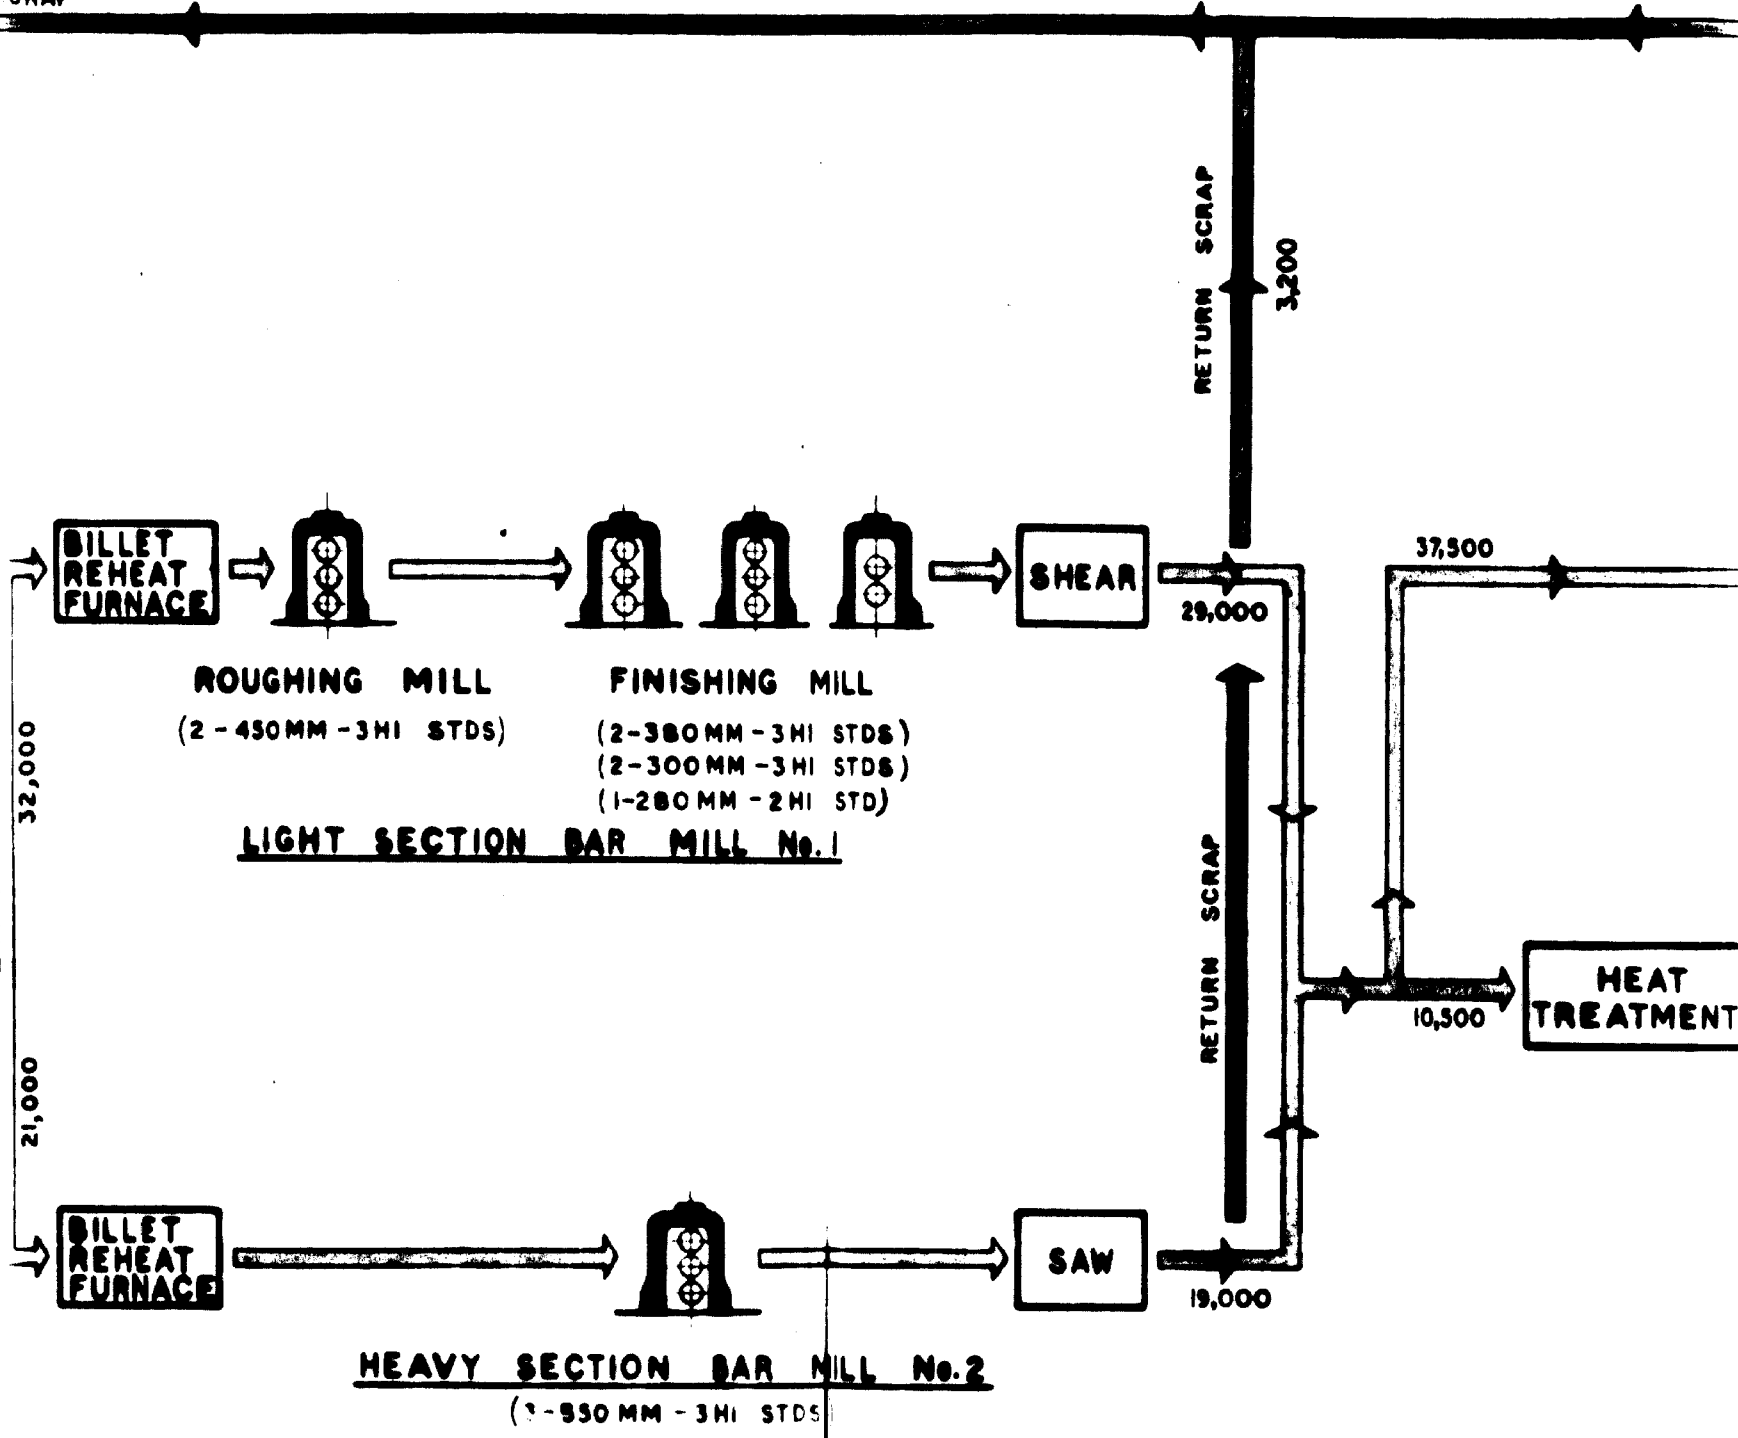 RETURN SCRAP
3,200
BILLET
REHEAT
FURNACE
SHEAR
29,000
37,500
ROUGHING MILL
(2-450MM-3HI STDS)
FINISHING MILL
(2-380MM-3HI STDS)
(2-300MM-3HI STDS)
(1-280MM-2HI STD)
LIGHT SECTION BAR MILL No.1
32,000
21,000
RETURN SCRAP
HEAT
TREATMENT
10,500
BILLET
REHEAT
FURNACE
SAW
19,000
HEAVY SECTION BAR MILL No.2
(3-550MM-3HI STDS)